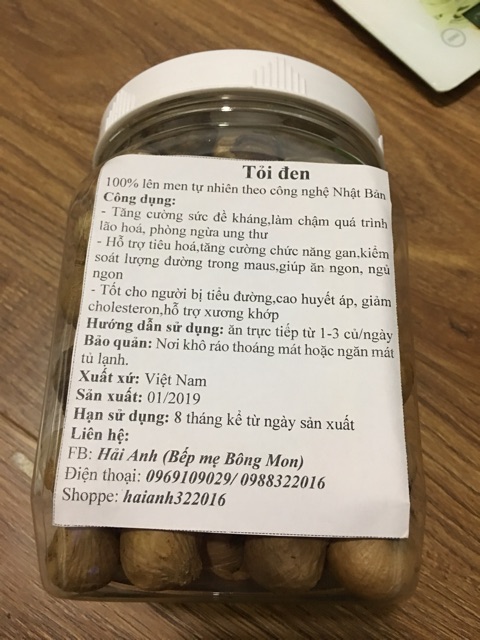 Tỏi đen
100% lên men tự nhiên theo công nghệ Nhật Bản
Công dụng:
- Tăng cường sức đề kháng,làm chậm quá trình
lão hoá, phòng ngừa ung thư
- Hỗ trợ tiêu hoá,tăng cường chức năng gan,kiểm
soát lượng đường trong maus,giúp ăn ngon, ngủ
ngon
- Tốt cho người bị tiểu đường,cao huyết áp, giảm
cholesteron,hỗ trợ xương khớp
Hướng dẫn sử dụng: ăn trực tiếp từ 1-3 củ/ngày
Bảo quản: Nơi khô ráo thoáng mát hoặc ngăn mát
tủ lạnh.
Xuất xứ: Việt Nam
Sản xuất: 01/2019
Hạn sử dụng: 8 tháng kể từ ngày sản xuất
Liên hệ:
FB: Hải Anh (Bếp mẹ Bông Mon)
Điện thoại: 0969109029/ 0988322016
Shoppe: haianh322016